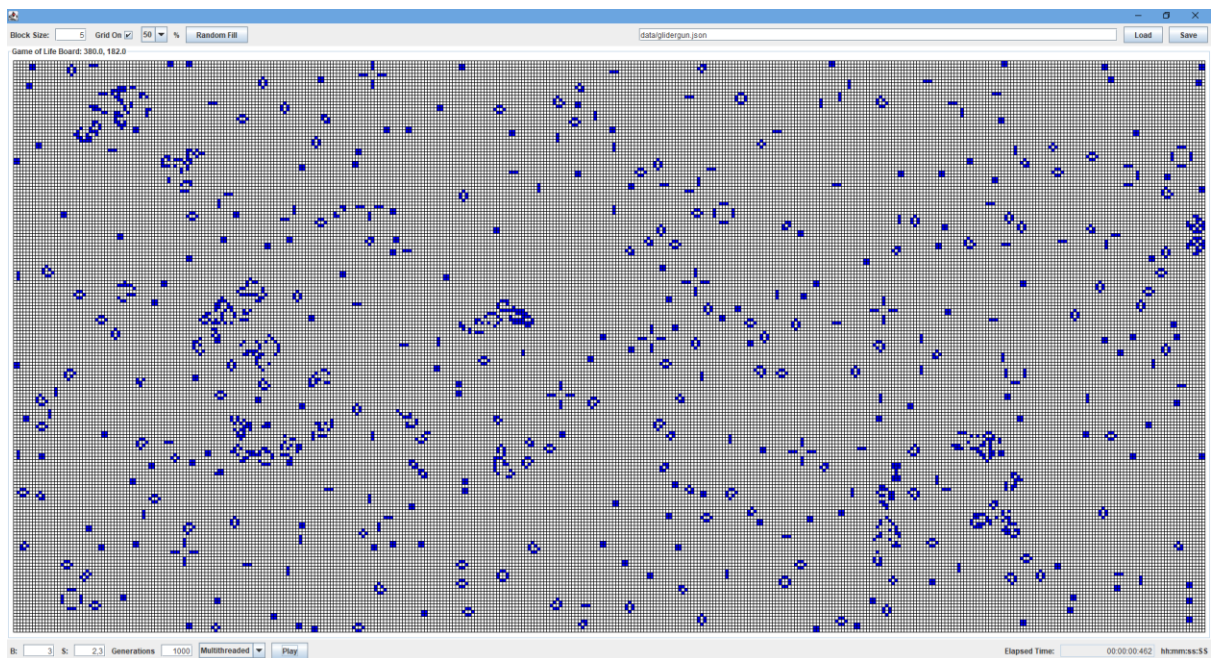 Block Size: 5 Grid On 50 % Random Fill data/glidergun.json Load Save
Game of Life Board: 380.0, 182.0
B: 3 S: 2,3 Generations 1000 Multithreaded Play Elapsed Time: 00:00:00:462 hh:mm:ss:SS